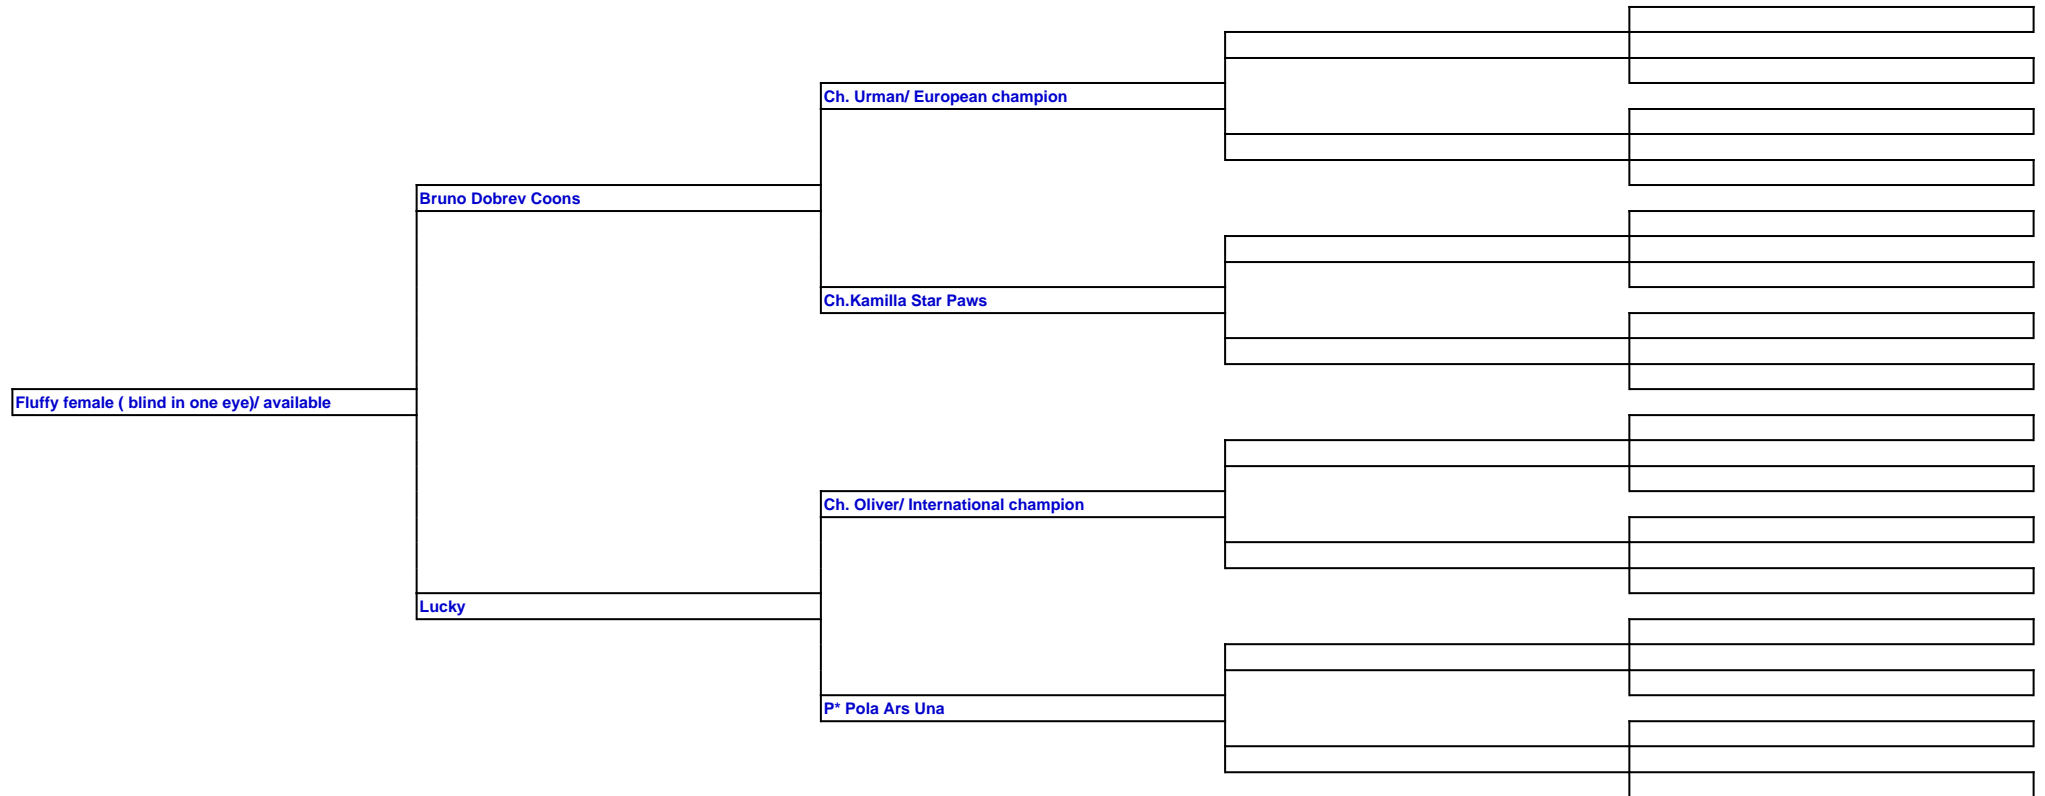 Ch. Urman/ European champion
Bruno Dobrev Coons
Ch.Kamilla Star Paws
Fluffy female ( blind in one eye)/ available
Ch. Oliver/ International champion
Lucky
P* Pola Ars Una